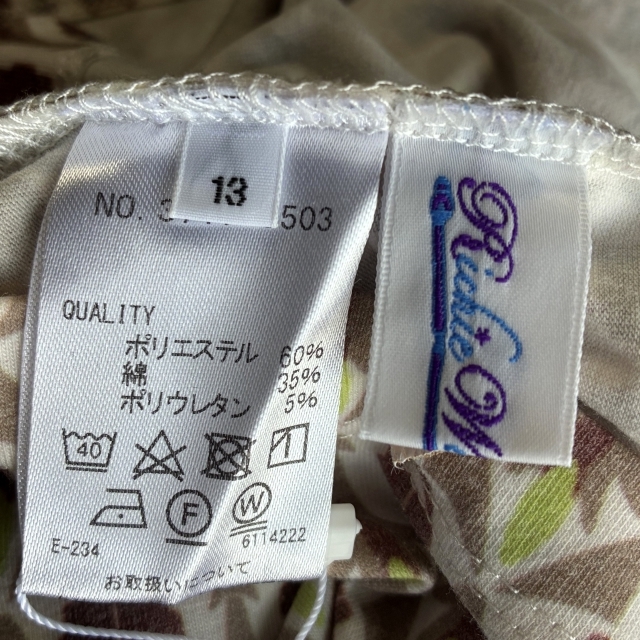 13
NO. 503
QUALITY
ポリエステル 60%
綿 35%
ポリウレタン 5%
40
F W
E-234 6114222
お取扱いについて
Richie